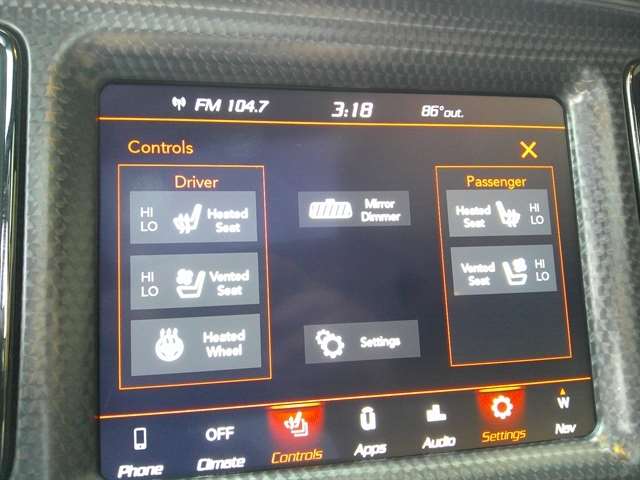 FM 104.7 3:18 86° out.
Controls X
Driver
HI
LO
Heated
Seat
HI
LO
Vented
Seat
Heated
Wheel
Mirror
Dimmer
Settings
Passenger
Heated
Seat
HI
LO
Vented
Seat
HI
LO
OFF W
Phone Climate Controls Apps Audio Settings Nav